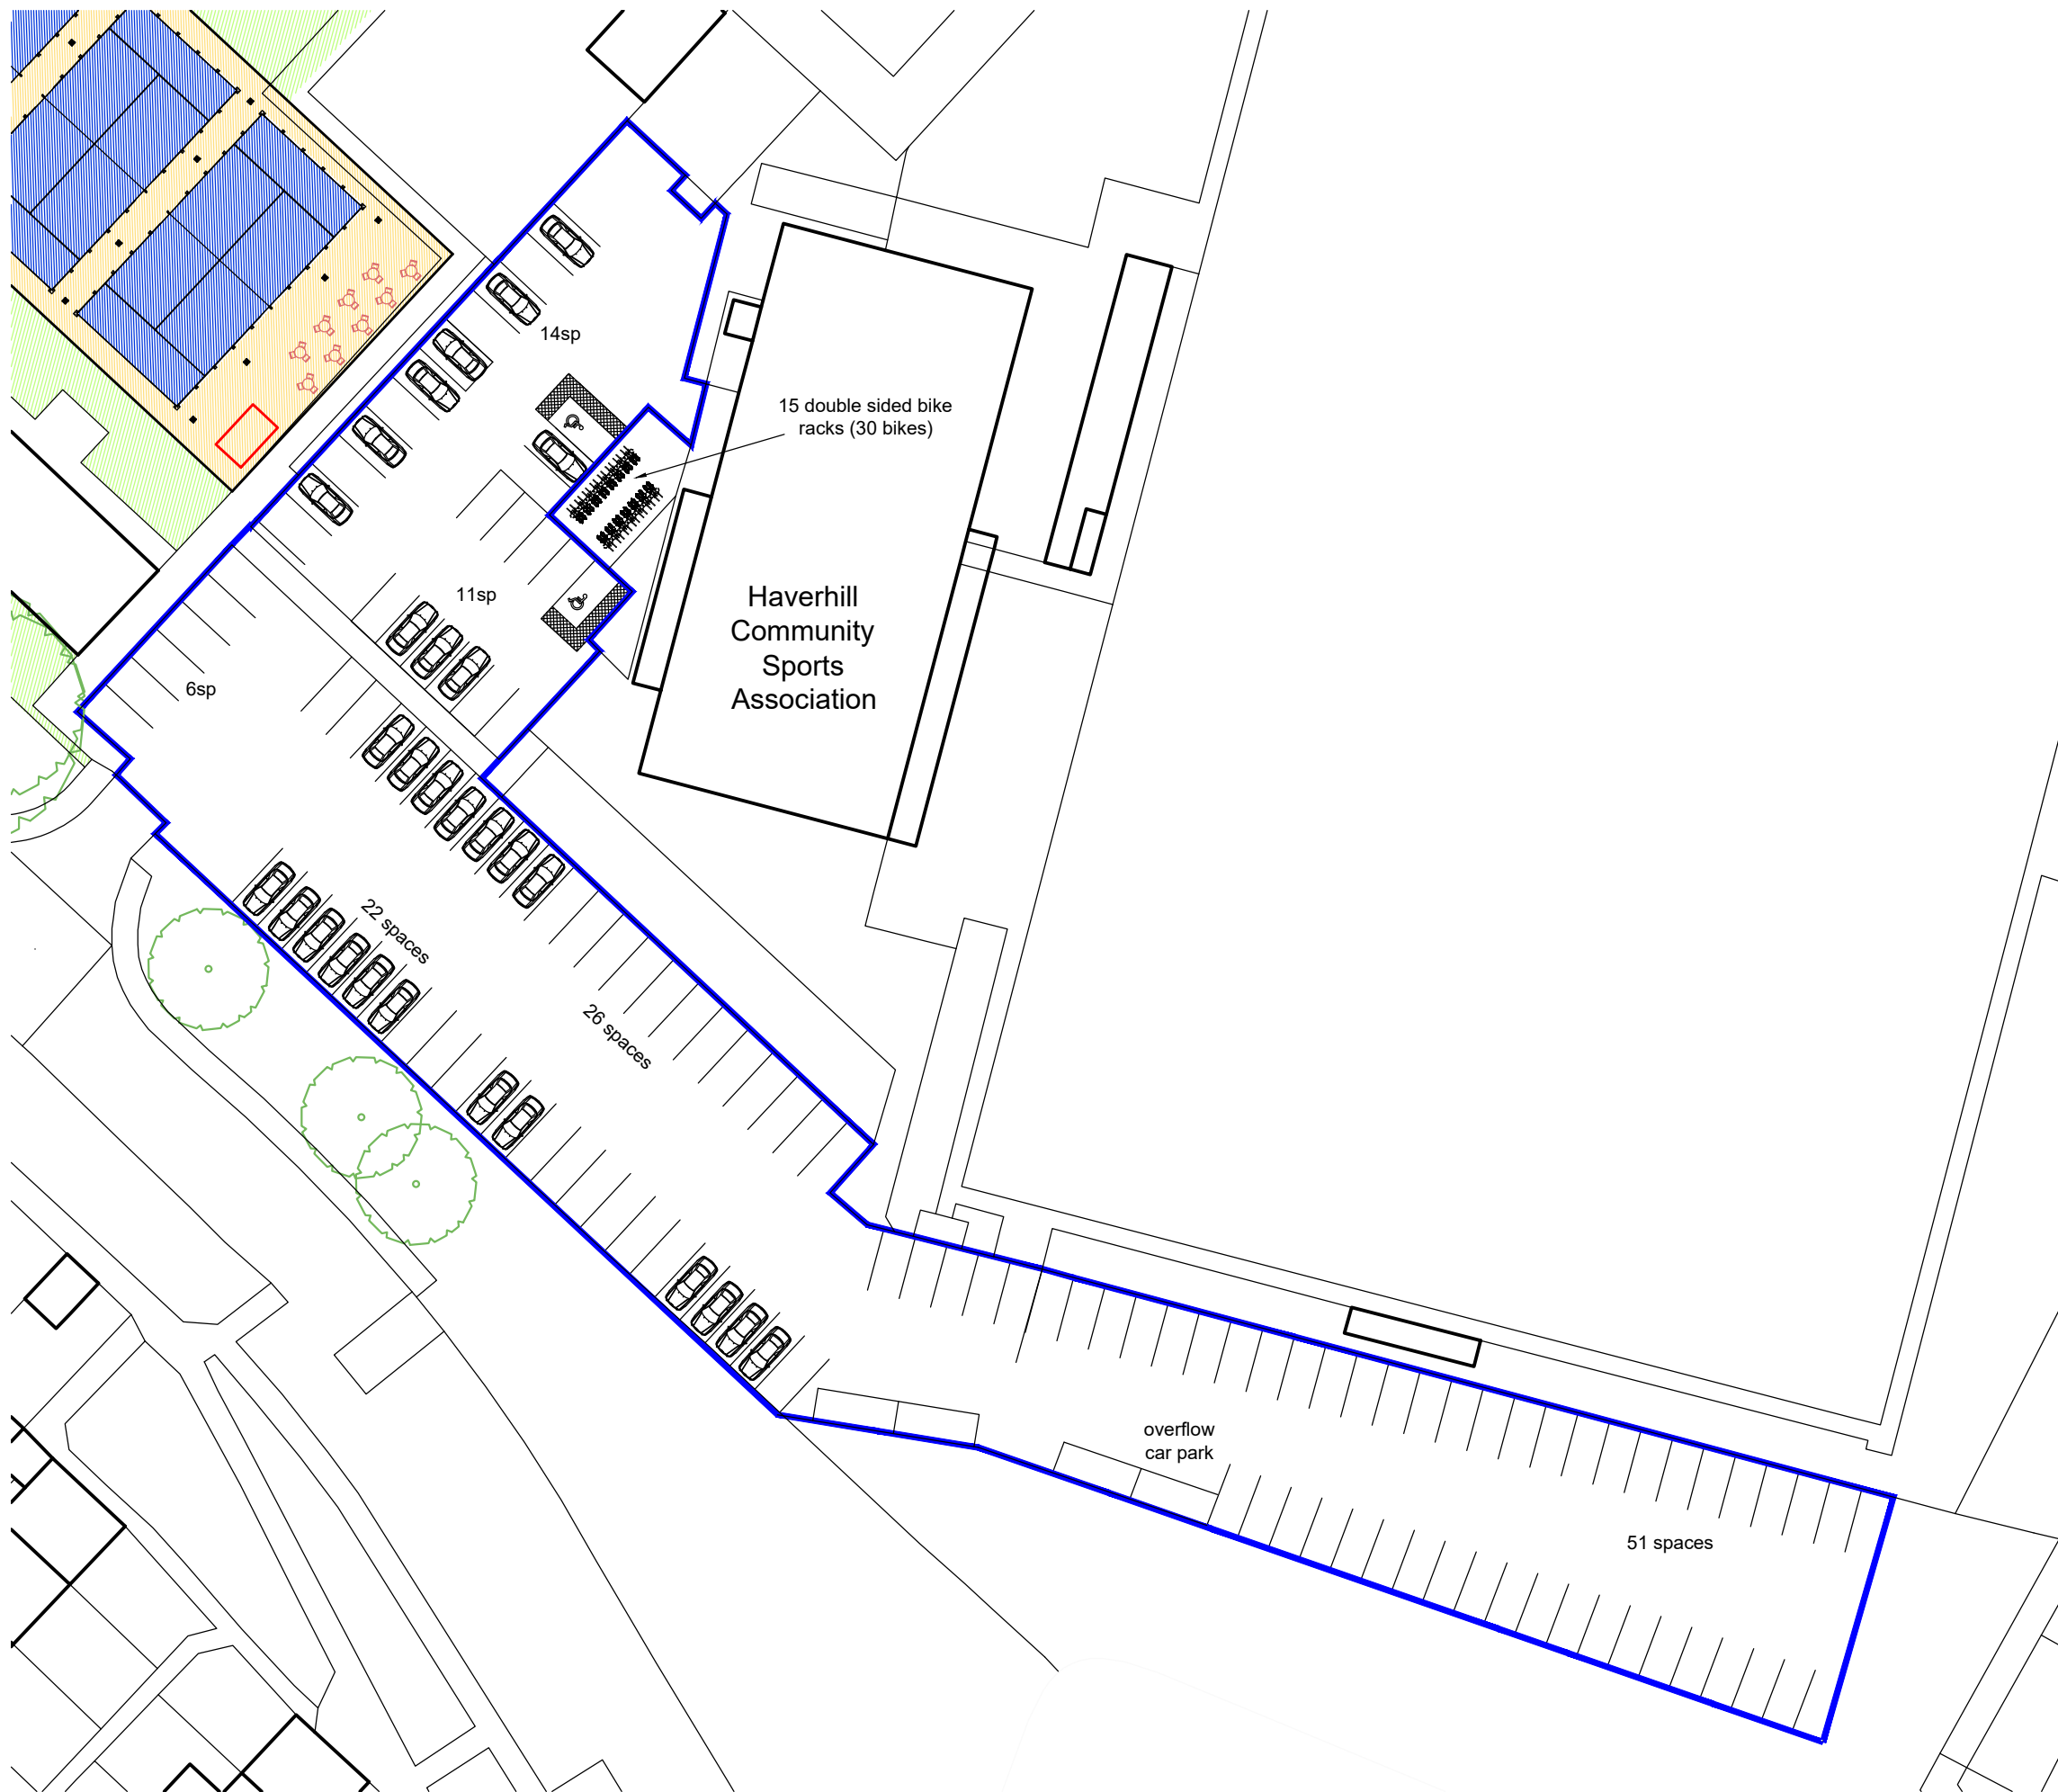 14sp
15 double sided bike
racks (30 bikes)
11sp
Haverhill
Community
Sports
Association
6sp
22 spaces
26 spaces
overflow
car park
51 spaces